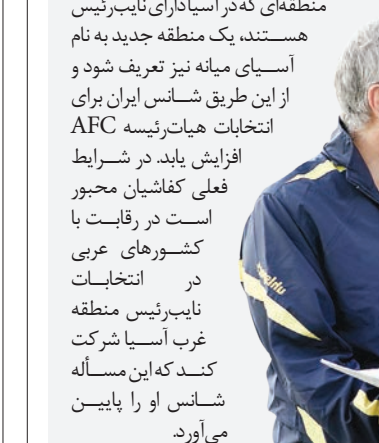 منطقه‌ای که در آسیا دارای نایب‌رئیس
هستند، یک منطقه جدید به نام
آسیای میانه نیز تعریف شود و
از این طریق شانس ایران برای
انتخابات هیات‌رئیسه AFC
افزایش یابد. در شرایط
فعلی کفاشیان محبور
است در رقابت با
کشورهای عربی
در انتخابات
نایب‌رئیس منطقه
غرب آسیا شرکت
کند که این مسأله
شانس او را پایین
می‌آورد.